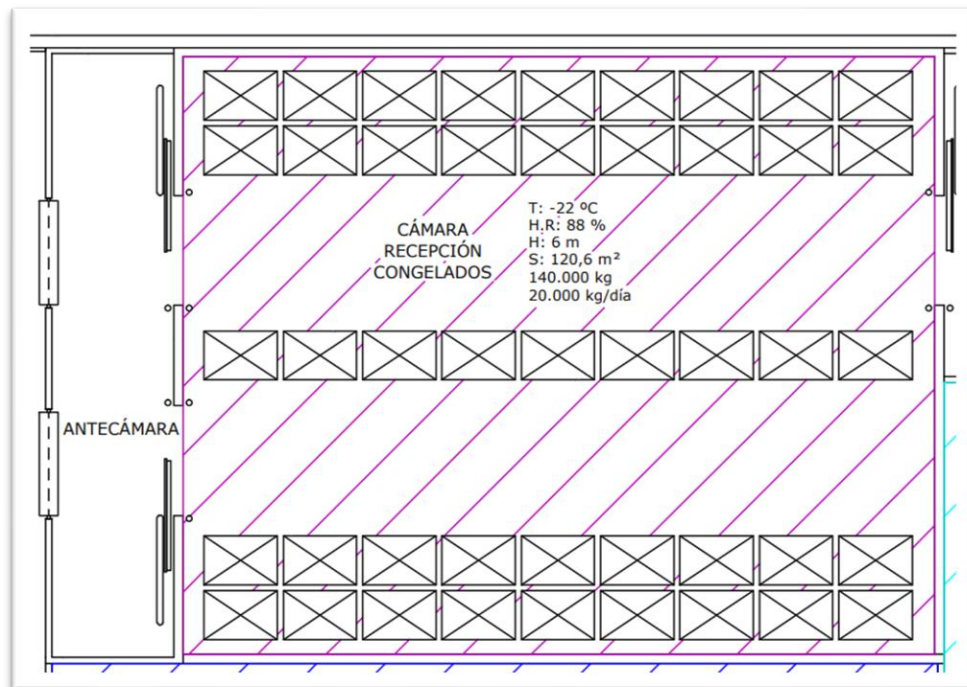 CÁMARA
RECEPCIÓN
CONGELADOS
T: -22 ºC
H.R: 88 %
H: 6 m
S: 120,6 m²
140.000 kg
20.000 kg/día
ANTECÁMARA